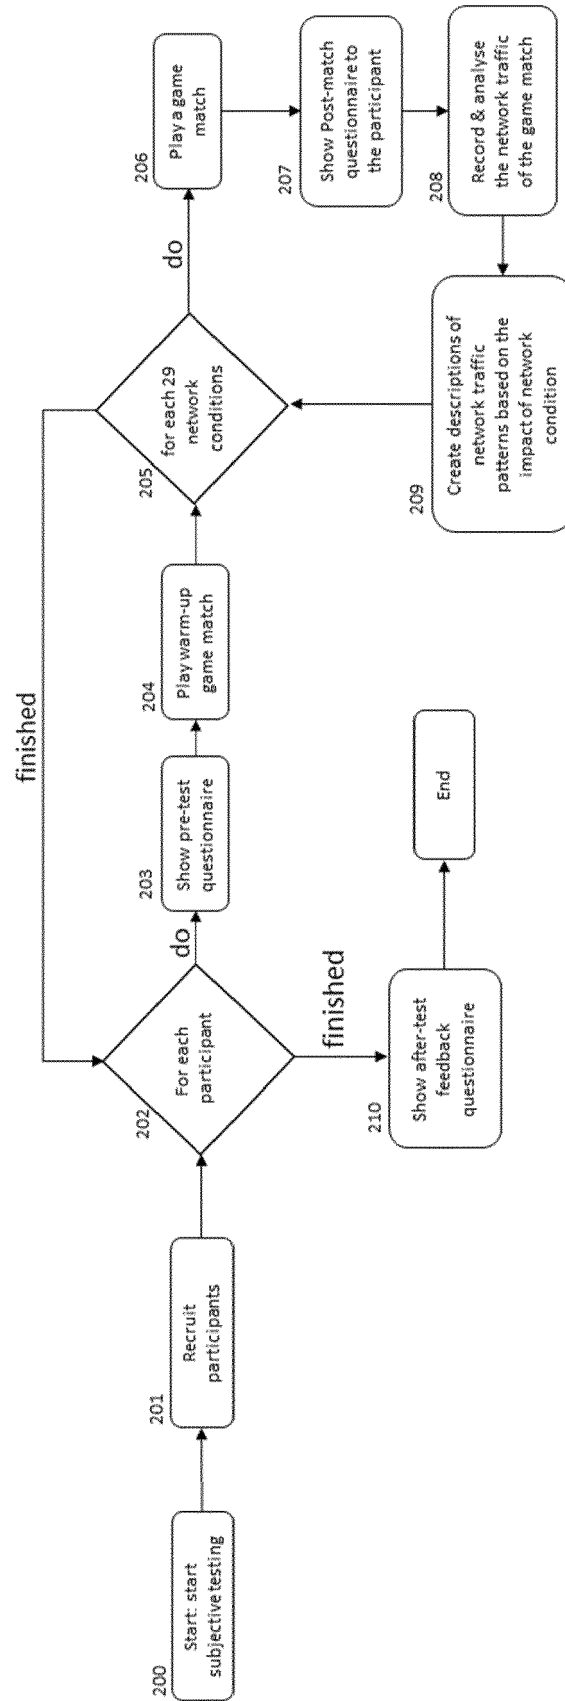 200
Start: start
subjective testing
201
Recruit
participants
202
For each
participant
do
finished
203
Show pre-test
questionnaire
204
Play warm-up
game match
205
for each 29
network
conditions
do
finished
206
Play a game
match
207
Show Post-match
questionnaire to
the participant
208
Record & analyse
the network traffic
of the game match
209
Create descriptions of
network traffic
patterns based on the
impact of network
condition
210
Show after-test
feedback
questionnaire
End